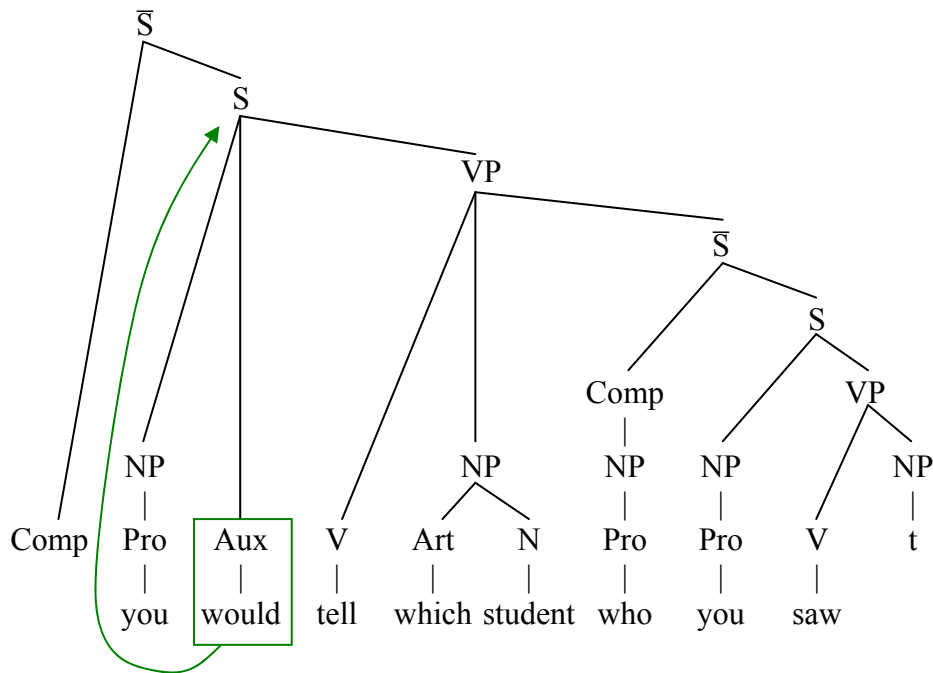 S̅
S
VP
S̅
S
Comp VP
NP NP NP NP NP
Comp Pro Aux V Art N Pro Pro V t
you would tell which student who you saw